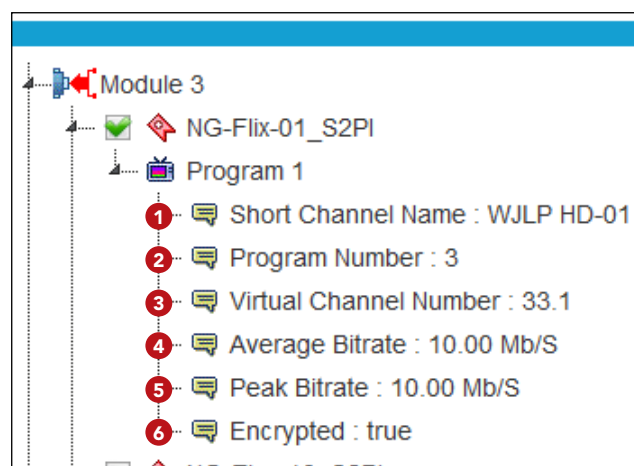 Module 3
NG-Flix-01_S2PI
Program 1
1 Short Channel Name : WJLP HD-01
2 Program Number : 3
3 Virtual Channel Number : 33.1
4 Average Bitrate : 10.00 Mb/S
5 Peak Bitrate : 10.00 Mb/S
6 Encrypted : true